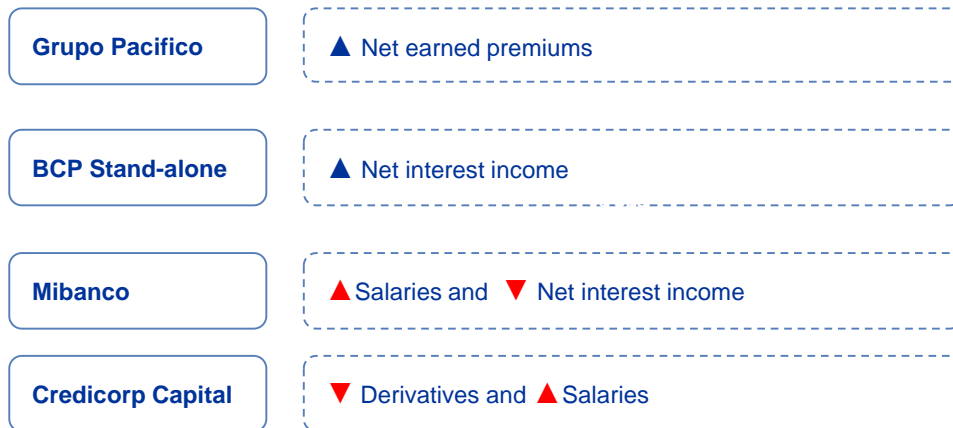 Grupo Pacifico
▲ Net earned premiums
BCP Stand-alone
▲ Net interest income
Mibanco
▲ Salaries and ▼ Net interest income
Credicorp Capital
▼ Derivatives and ▲ Salaries